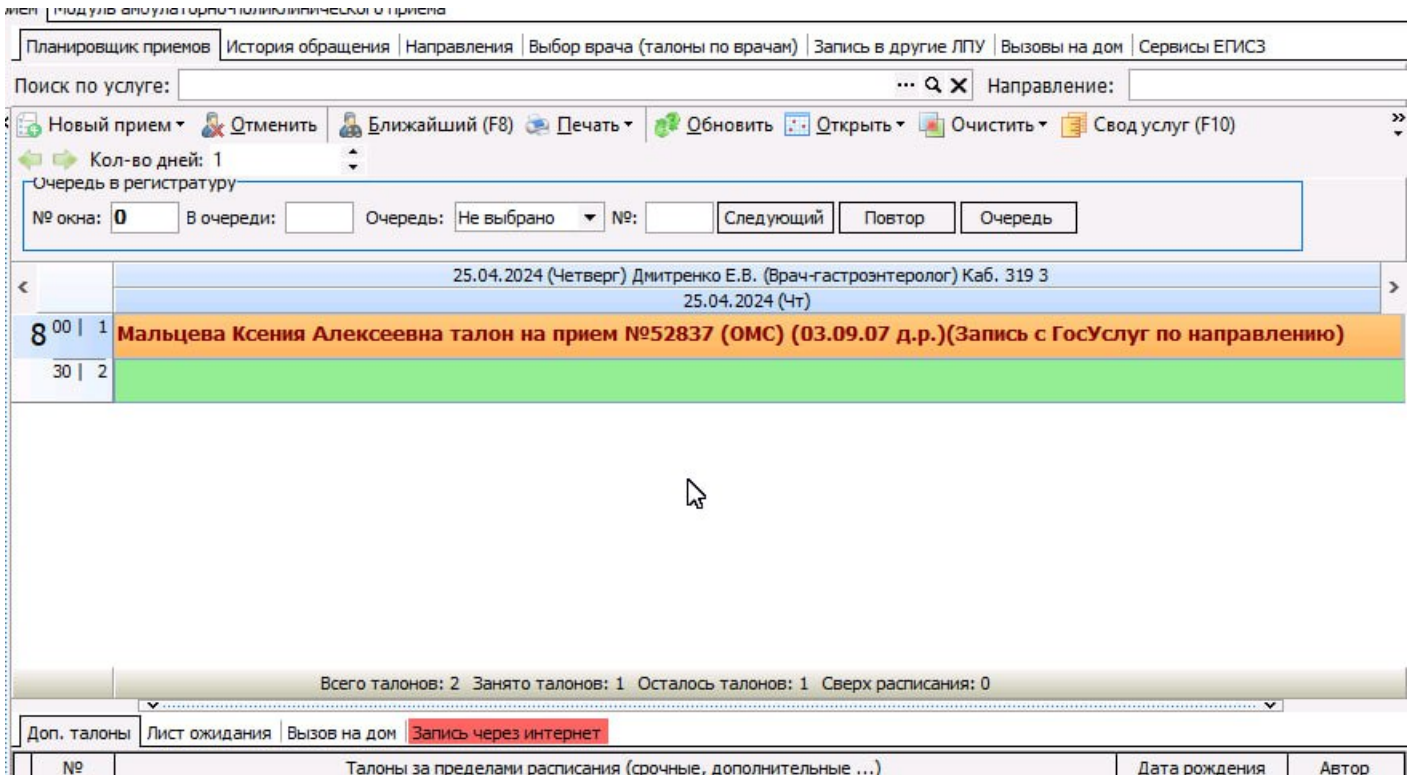 Модуль амбулаторно-поликлинического приема
Планировщик приемов История обращения Направления Выбор врача (талоны по врачам) Запись в другие ЛПУ Вызовы на дом Сервисы ЕГИСЗ
Поиск по услуге: ... Направление:
Новый прием Отменить Ближайший (F8) Печать Обновить Открыть Очистить Свод услуг (F10)
Кол-во дней: 1
Очередь в регистратуру
№ окна: 0 В очереди: Очередь: Не выбрано №: Следующий Повтор Очередь
25.04.2024 (Четверг) Дмитренко Е.В. (Врач-гастроэнтеролог) Каб. 319 3
25.04.2024 (Чт)
8 00 | 1 Мальцева Ксения Алексеевна талон на прием №52837 (ОМС) (03.09.07 д.р.)(Запись с ГосУслуг по направлению)
30 | 2
Всего талонов: 2 Занято талонов: 1 Осталось талонов: 1 Сверх расписания: 0
Доп. талоны Лист ожидания Вызов на дом Запись через интернет
№ Талоны за пределами расписания (срочные, дополнительные ...) Дата рождения Автор